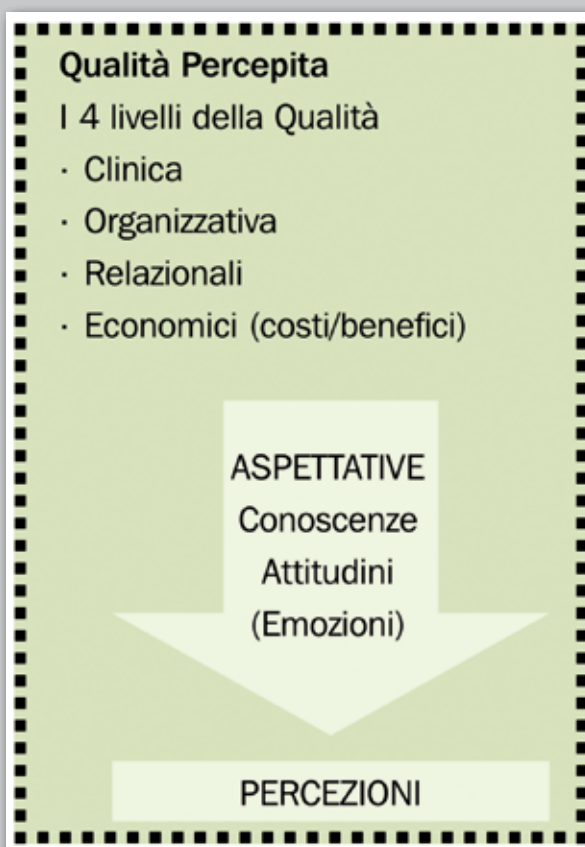 Qualità Percepita
I 4 livelli della Qualità
· Clinica
· Organizzativa
· Relazionali
· Economici (costi/benefici)
ASPETTATIVE
Conoscenze
Attitudini
(Emozioni)
PERCEZIONI